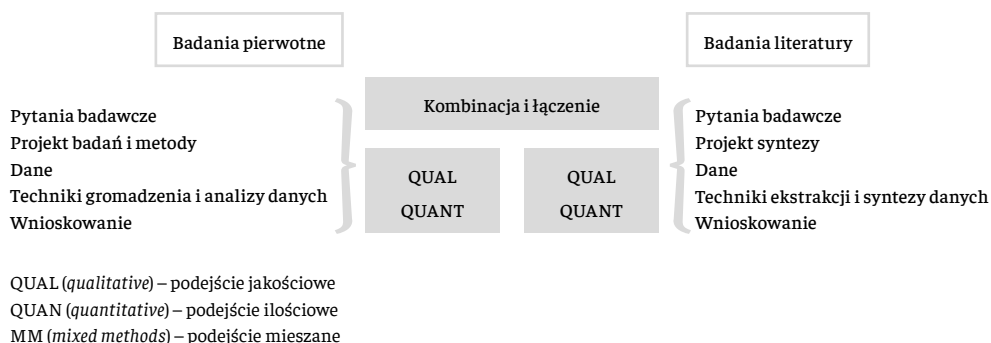 Badania pierwotne
Badania literatury
Kombinacja i łączenie
Pytania badawcze
Projekt badań i metody
Dane
Techniki gromadzenia i analizy danych
Wnioskowanie
QUAL
QUANT
QUAL
QUANT
Pytania badawcze
Projekt syntezy
Dane
Techniki ekstrakcji i syntezy danych
Wnioskowanie
QUAL (qualitative) – podejście jakościowe
QUAN (quantitative) – podejście ilościowe
MM (mixed methods) – podejście mieszane